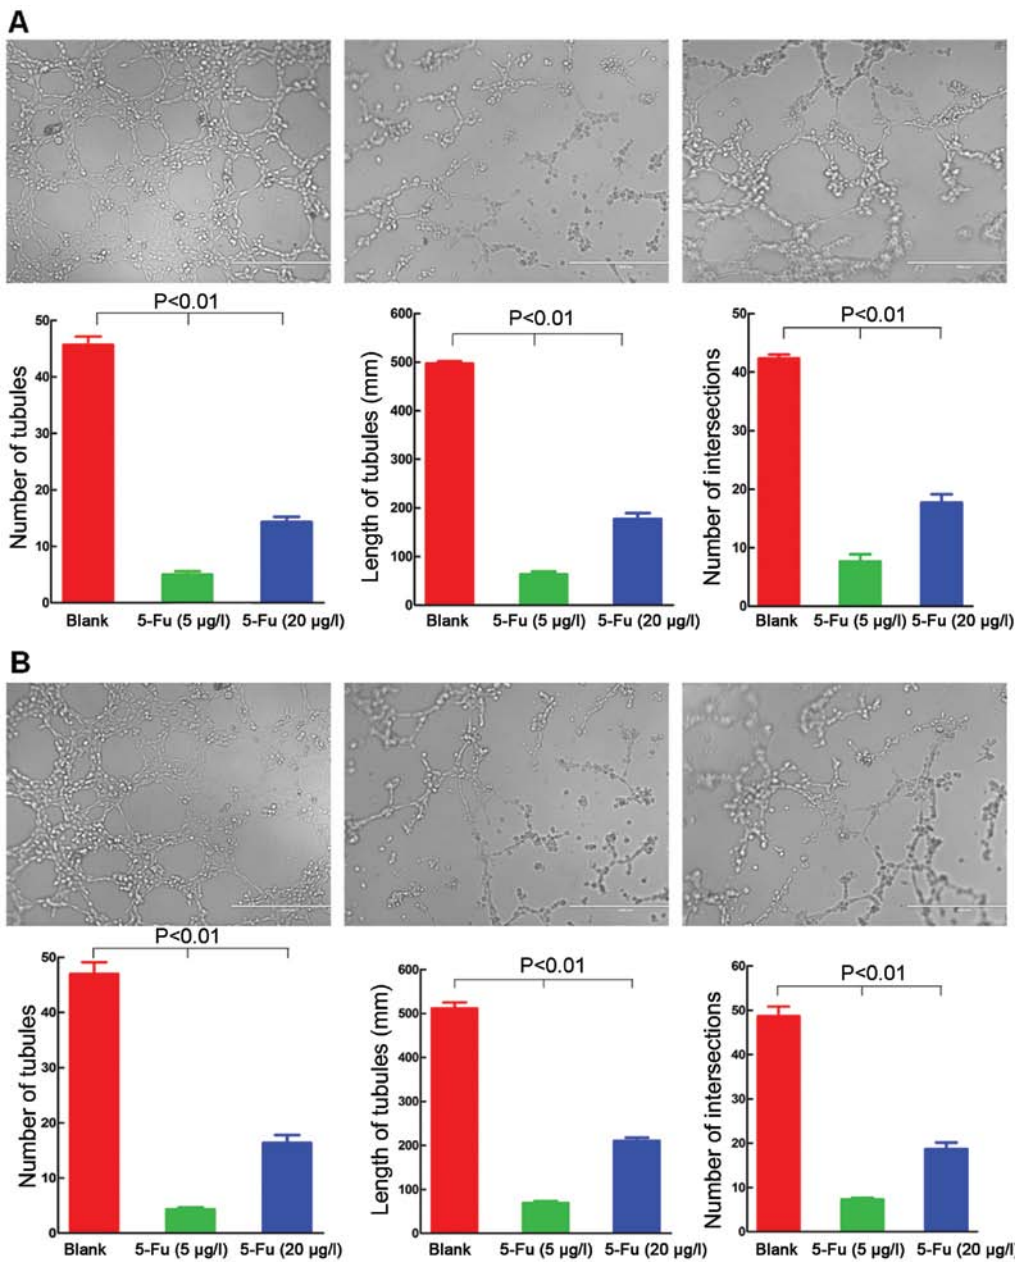 A
P<0.01
Number of tubules
50
40
30
20
10
0
Blank 5-Fu (5 µg/l) 5-Fu (20 µg/l)
P<0.01
Length of tubules (mm)
600
500
400
300
200
100
0
Blank 5-Fu (5 µg/l) 5-Fu (20 µg/l)
P<0.01
Number of intersections
50
40
30
20
10
0
Blank 5-Fu (5 µg/l) 5-Fu (20 µg/l)
B
P<0.01
Number of tubules
50
40
30
20
10
0
Blank 5-Fu (5 µg/l) 5-Fu (20 µg/l)
P<0.01
Length of tubules (mm)
600
500
400
300
200
100
0
Blank 5-Fu (5 µg/l) 5-Fu (20 µg/l)
P<0.01
Number of intersections
60
50
40
30
20
10
0
Blank 5-Fu (5 µg/l) 5-Fu (20 µg/l)